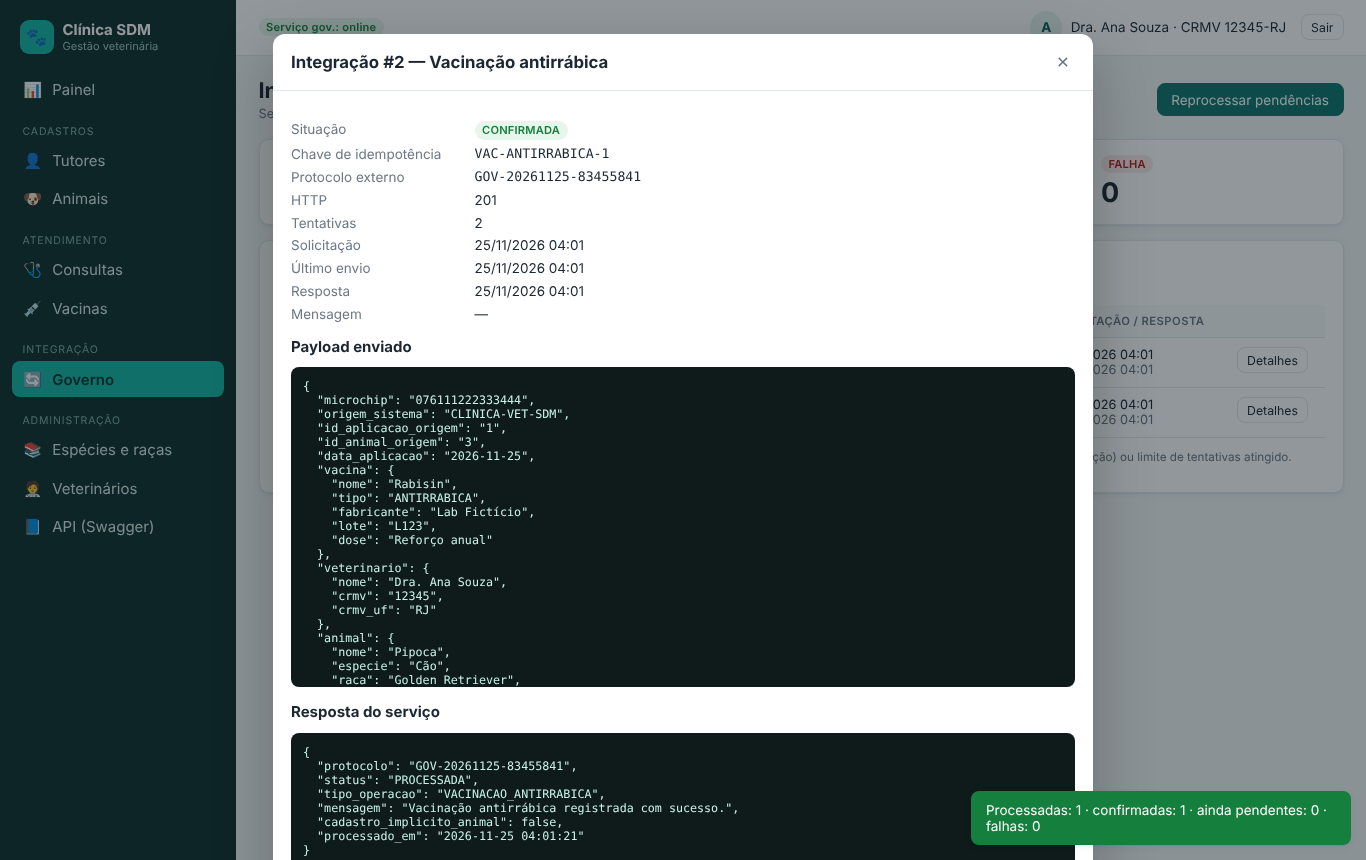 Clínica SDM
Gestão veterinária
Painel
CADASTROS
Tutores
Animais
ATENDIMENTO
Consultas
Vacinas
INTEGRAÇÃO
Governo
ADMINISTRAÇÃO
Espécies e raças
Veterinários
API (Swagger)
Serviço gov.: online
A
Dra. Ana Souza · CRMV 12345-RJ
Sair
Reprocessar pendências
FALHA
0
TAÇÃO / RESPOSTA
026 04:01
026 04:01
Detalhes
026 04:01
026 04:01
Detalhes
ção) ou limite de tentativas atingido.
Integração #2 — Vacinação antirrábica
×
Situação CONFIRMADA
Chave de idempotência VAC-ANTIRRABICA-1
Protocolo externo GOV-20261125-83455841
HTTP 201
Tentativas 2
Solicitação 25/11/2026 04:01
Último envio 25/11/2026 04:01
Resposta 25/11/2026 04:01
Mensagem —
Payload enviado
{
"microchip": "076111222333444",
"origem_sistema": "CLINICA-VET-SDM",
"id_aplicacao_origem": "1",
"id_animal_origem": "3",
"data_aplicacao": "2026-11-25",
"vacina": {
"nome": "Rabisin",
"tipo": "ANTIRRABICA",
"fabricante": "Lab Fictício",
"lote": "L123",
"dose": "Reforço anual"
},
"veterinario": {
"nome": "Dra. Ana Souza",
"crmv": "12345",
"crmv_uf": "RJ"
},
"animal": {
"nome": "Pipoca",
"especie": "Cão",
"raca": "Golden Retriever",
Resposta do serviço
{
"protocolo": "GOV-20261125-83455841",
"status": "PROCESSADA",
"tipo_operacao": "VACINACAO_ANTIRRABICA",
"mensagem": "Vacinação antirrábica registrada com sucesso.",
"cadastro_implicito_animal": false,
"processado_em": "2026-11-25 04:01:21"
}
Processadas: 1 · confirmadas: 1 · ainda pendentes: 0 ·
falhas: 0